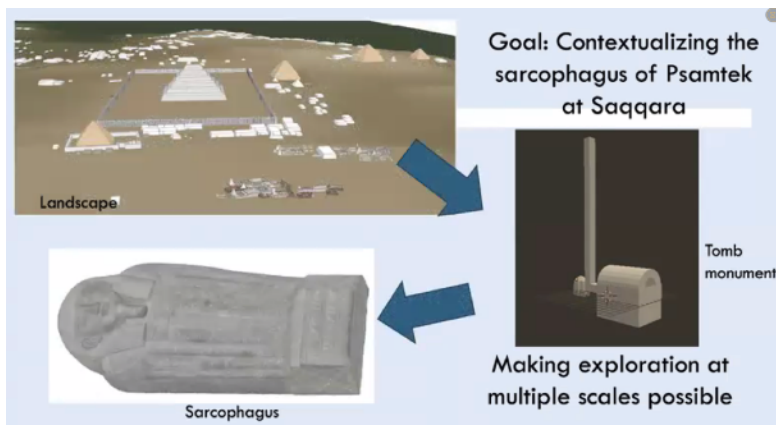 Goal: Contextualizing the
sarcophagus of Psamtek
at Saqqara
Landscape
Tomb
monument
Sarcophagus
Making exploration at
multiple scales possible